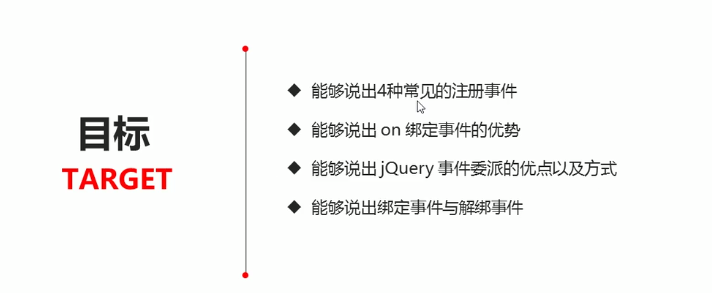 目标
TARGET
◆ 能够说出4种常见的注册事件
◆ 能够说出 on 绑定事件的优势
◆ 能够说出 jQuery 事件委派的优点以及方式
◆ 能够说出绑定事件与解绑事件